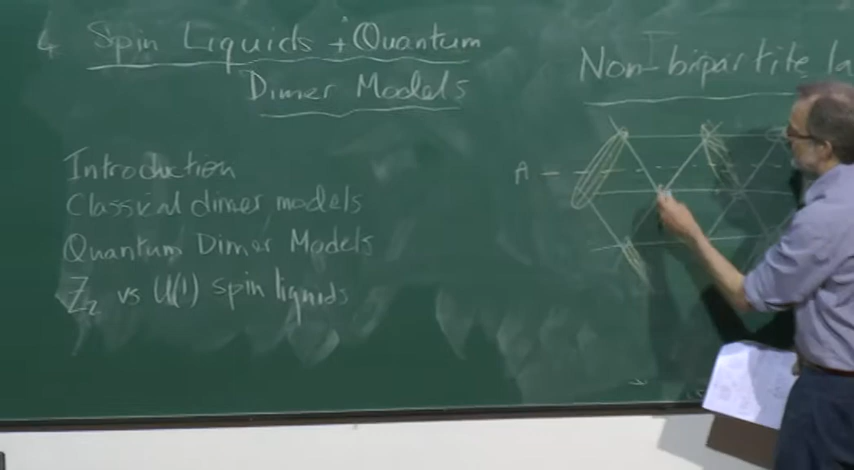 4 Spin Liquids + Quantum
Dimer Models
Introduction
Classical dimer models
Quantum Dimer Models
Z₂ vs U(1) spin liquids
Non-bipartite
A